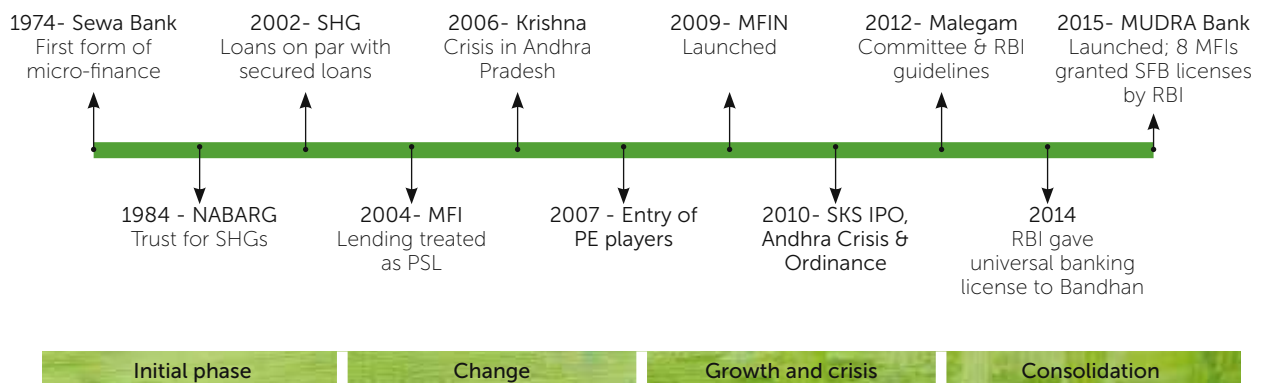 1974- Sewa Bank
First form of
micro-finance
2002- SHG
Loans on par with
secured loans
2006- Krishna
Crisis in Andhra
Pradesh
2009- MFIN
Launched
2012- Malegam
Committee & RBI
guidelines
2015- MUDRA Bank
Launched; 8 MFIs
granted SFB licenses
by RBI
1984 - NABARG
Trust for SHGs
2004- MFI
Lending treated
as PSL
2007 - Entry of
PE players
2010- SKS IPO,
Andhra Crisis &
Ordinance
2014
RBI gave
universal banking
license to Bandhan
Initial phase
Change
Growth and crisis
Consolidation